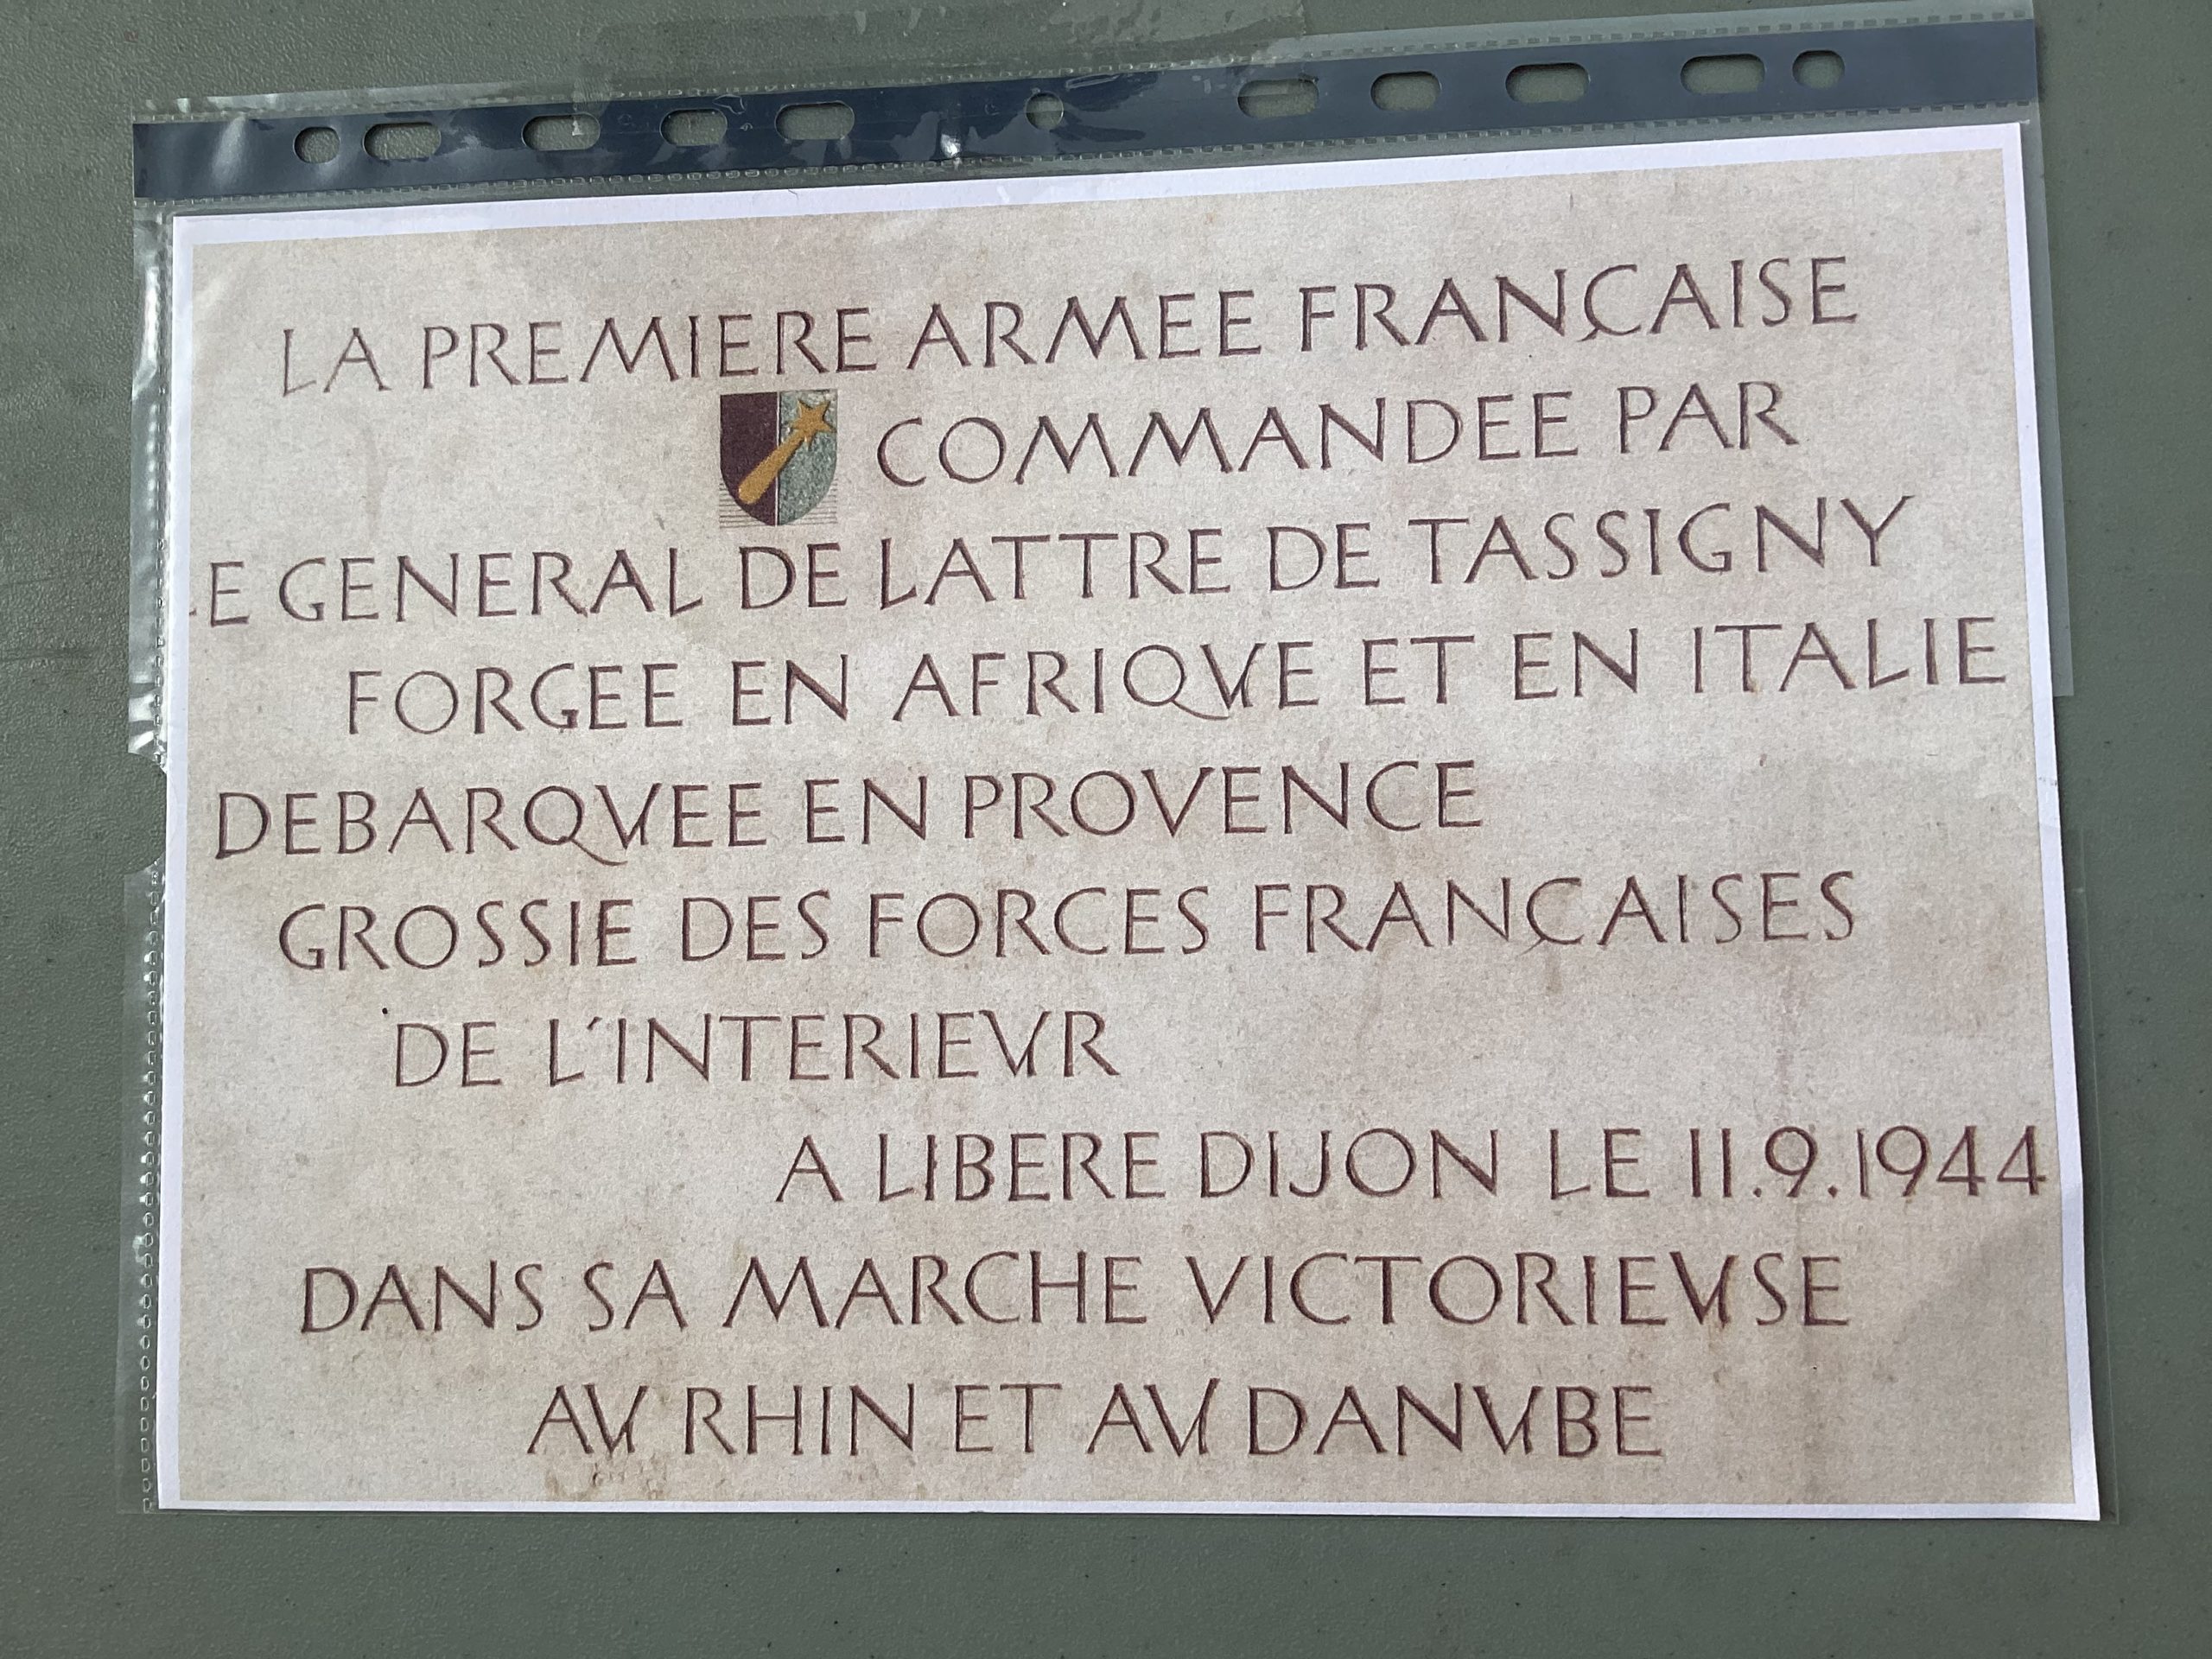 LA PREMIERE ARMEE FRANÇAISE
COMMANDEE PAR
LE GENERAL DE LATTRE DE TASSIGNY
FORGEE EN AFRIQVE ET EN ITALIE
DEBARQVEE EN PROVENCE
GROSSIE DES FORCES FRANÇAISES
DE L'INTERIEVR
A LIBERE DIJON LE 11.9.1944
DANS SA MARCHE VICTORIEVSE
AV RHIN ET AV DANVBE